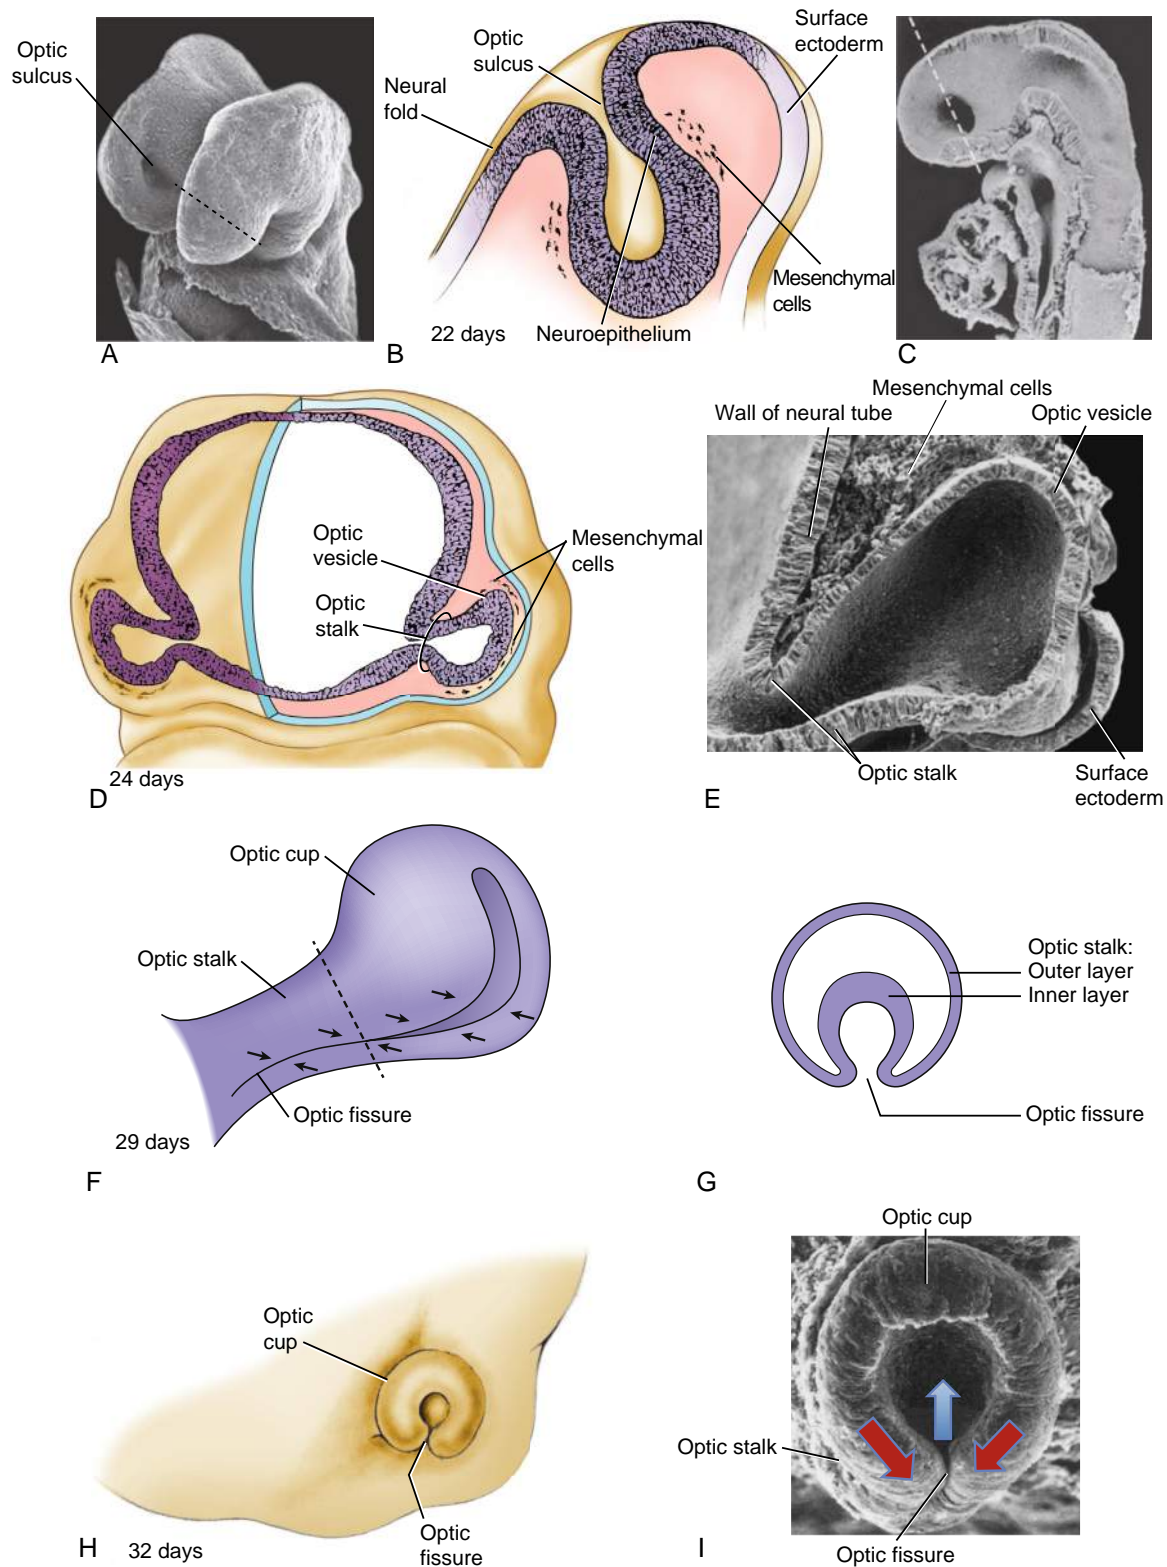 Optic
sulcus
A
Neural
fold
Optic
sulcus
Surface
ectoderm
Mesenchymal
cells
22 days
Neuroepithelium
B
C
Optic
vesicle
Optic
stalk
Mesenchymal
cells
24 days
D
Mesenchymal cells
Wall of neural tube
Optic vesicle
Optic stalk
Surface
ectoderm
E
Optic cup
Optic stalk
Optic fissure
29 days
F
Optic stalk:
Outer layer
Inner layer
Optic fissure
G
Optic
cup
Optic
fissure
H
32 days
Optic cup
Optic stalk
Optic fissure
I